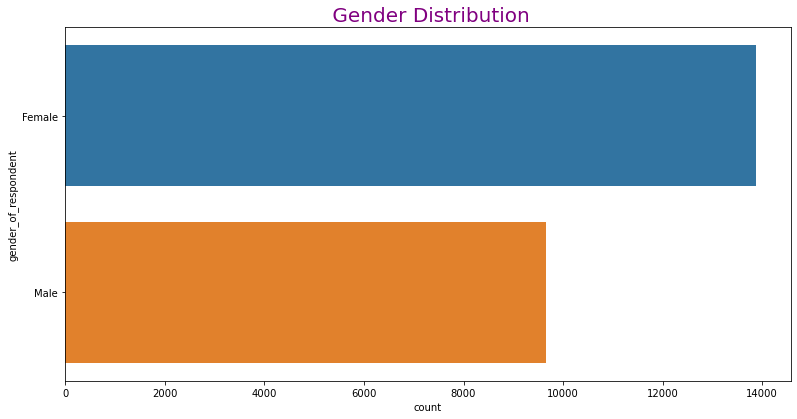 Gender Distribution
gender_of_respondent
Female
Male
0 2000 4000 6000 8000 10000 12000 14000
count